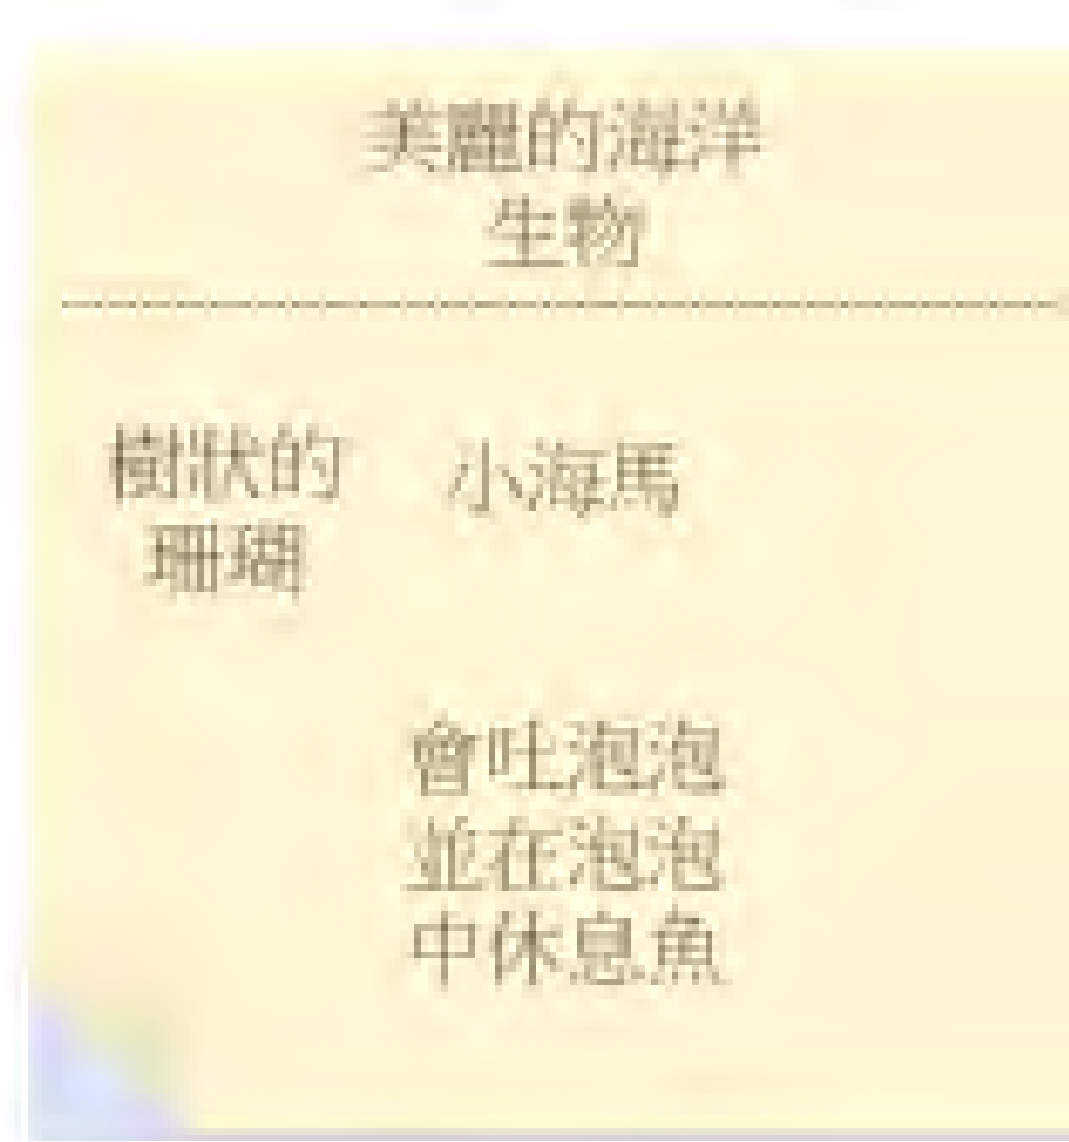 美麗的海洋
生物
樹狀的
珊瑚
小海馬
會吐泡泡
並在泡泡
中休息魚